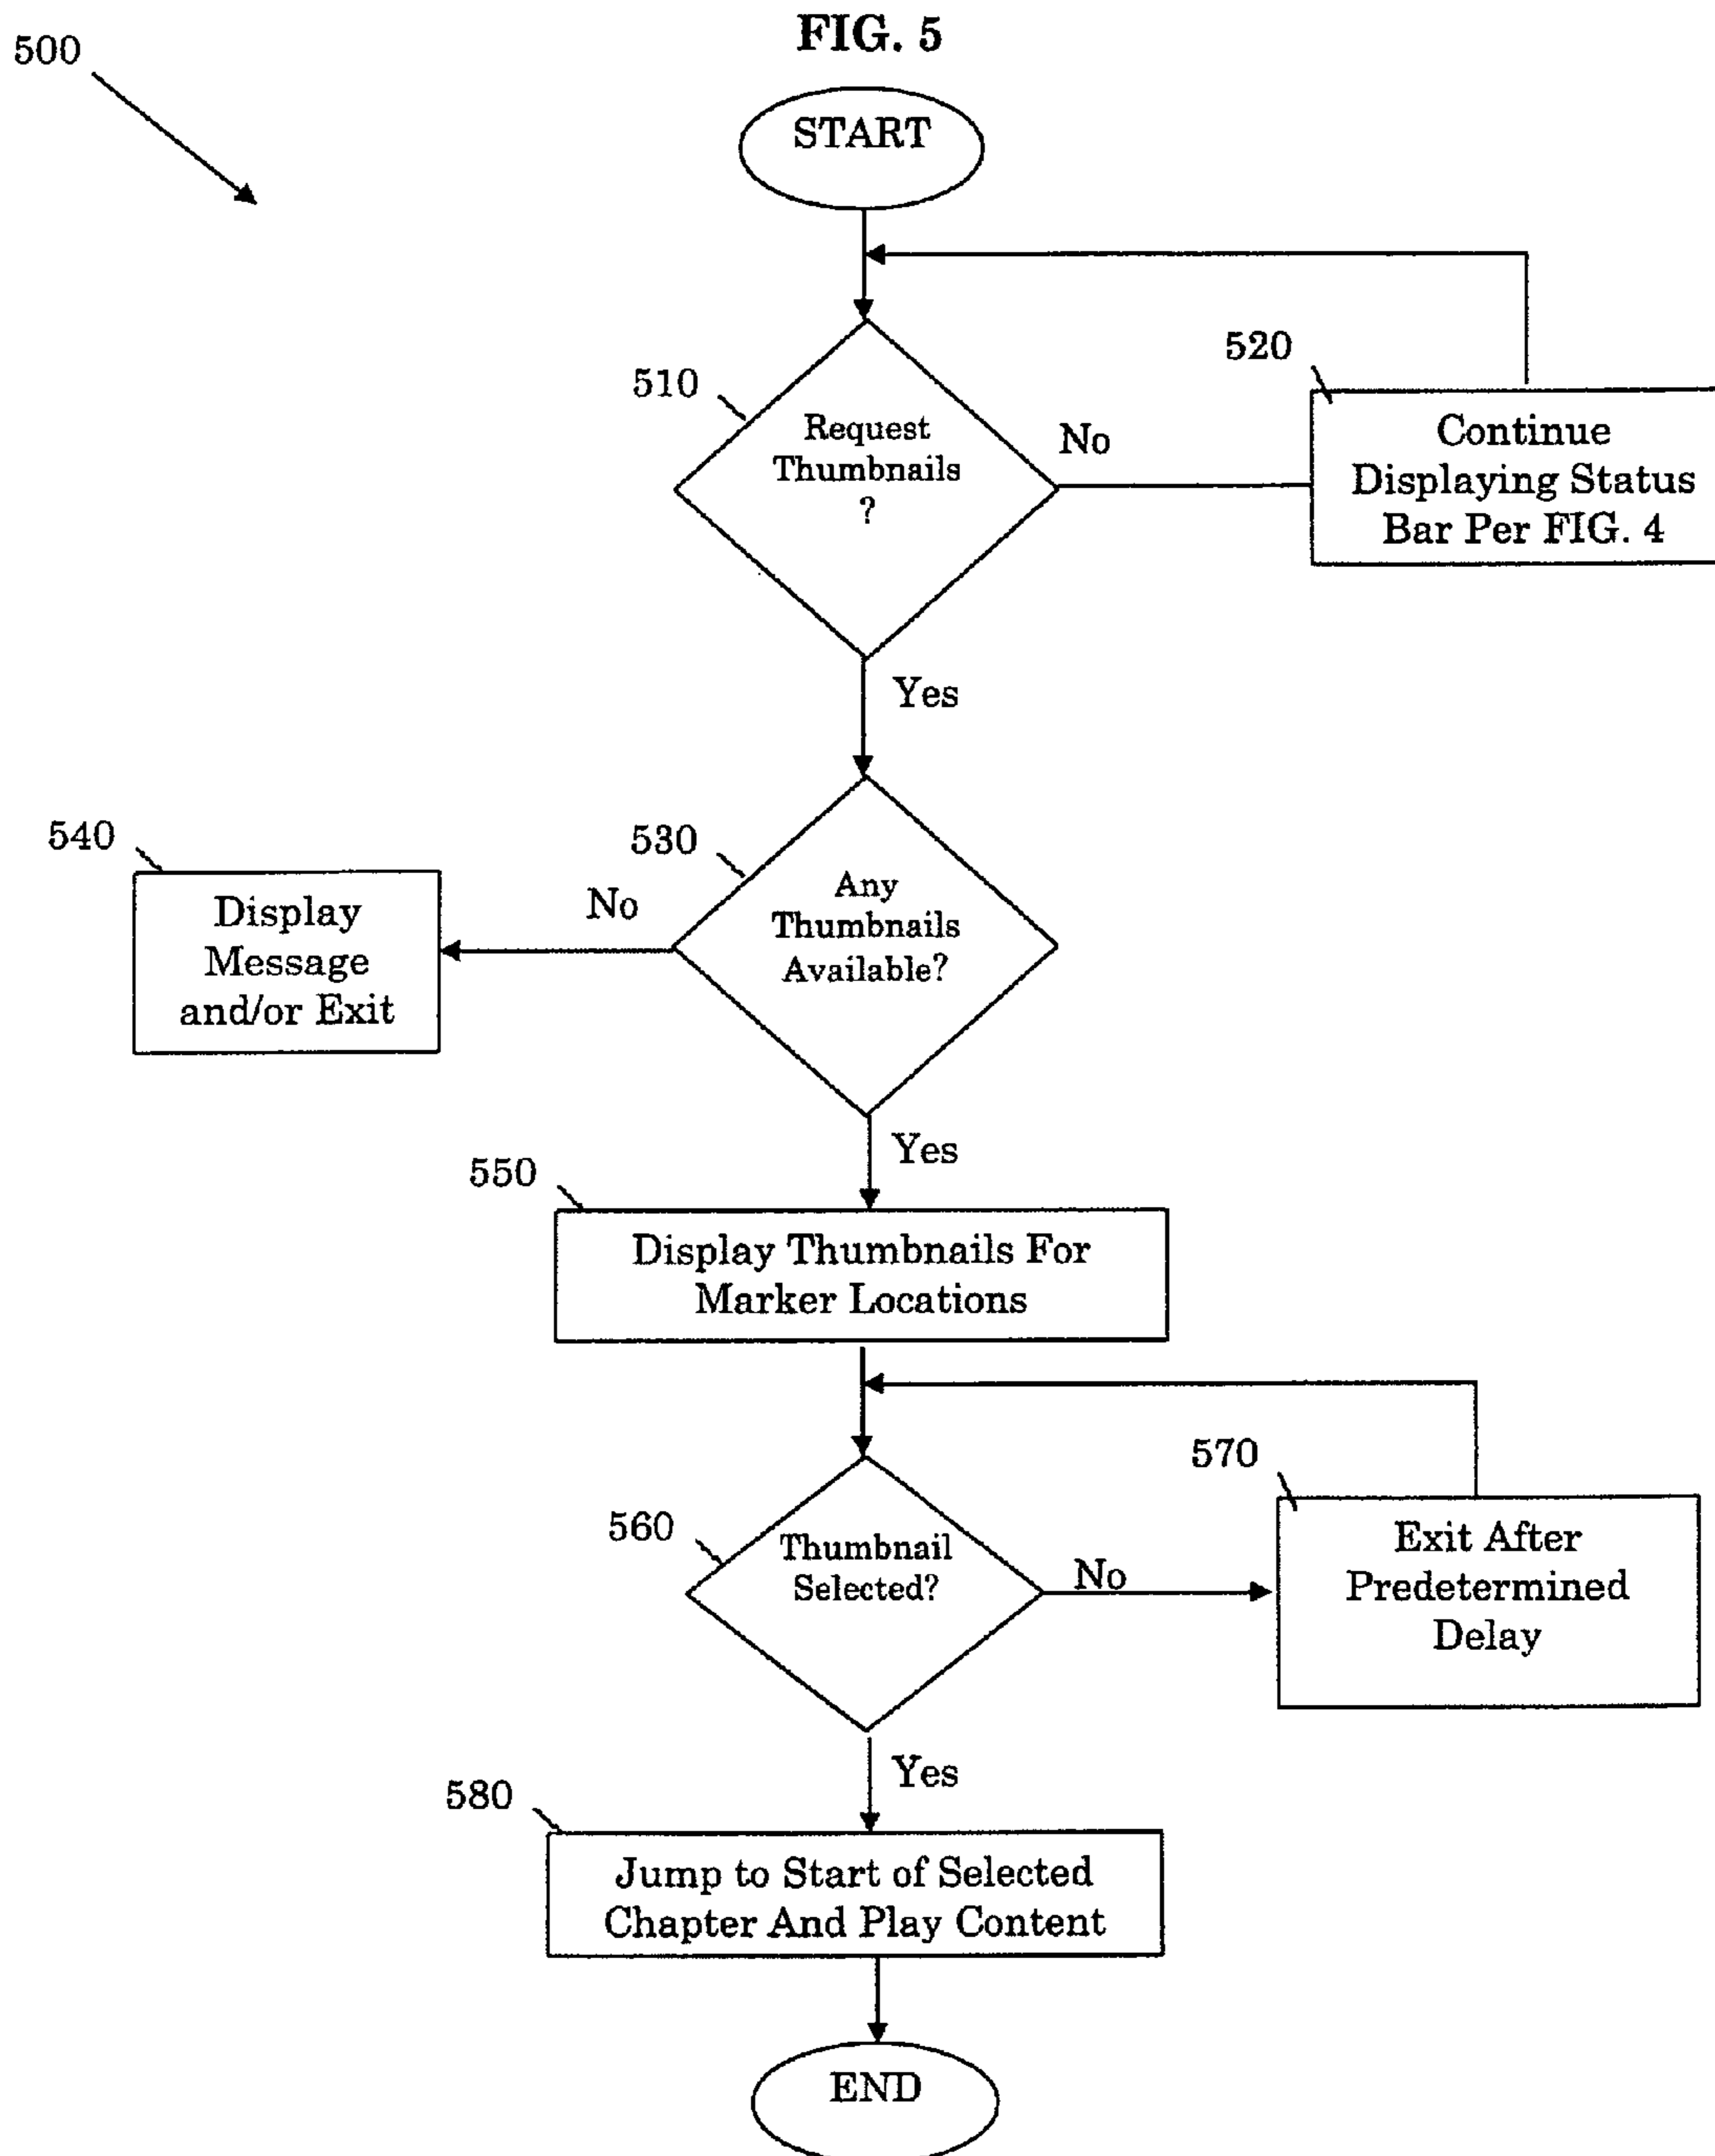 FIG. 5
500
START
510
Request
Thumbnails
?
No
520
Continue
Displaying Status
Bar Per FIG. 4
Yes
530
Any
Thumbnails
Available?
No
540
Display
Message
and/or Exit
Yes
550
Display Thumbnails For
Marker Locations
560
Thumbnail
Selected?
No
570
Exit After
Predetermined
Delay
Yes
580
Jump to Start of Selected
Chapter And Play Content
END